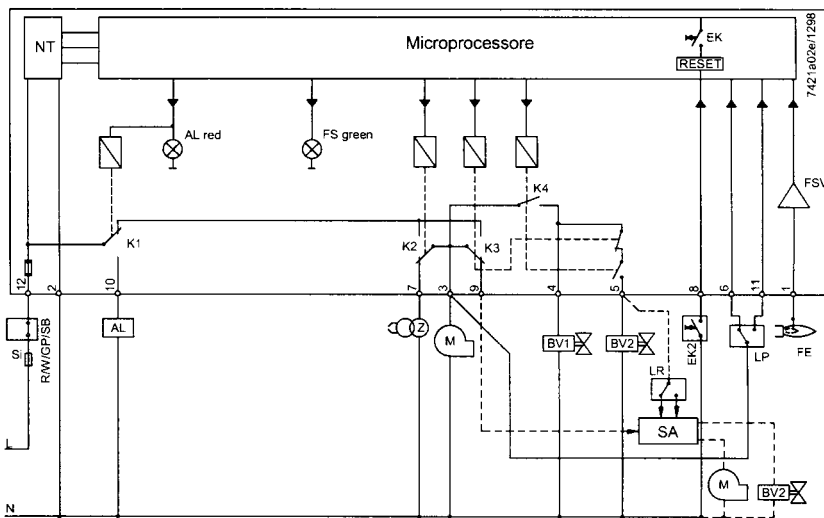 NT
Microprocessore
EK
RESET
7421a02e/1298
AL red
FS green
FSV
K4
K1
K2
K3
12
2
10
7
3
9
4
5
8
6
11
1
Si
R/W/GP/SB
AL
Z
M
BV1
BV2
EK2
LP
FE
LR
SA
L
M
BV2
N